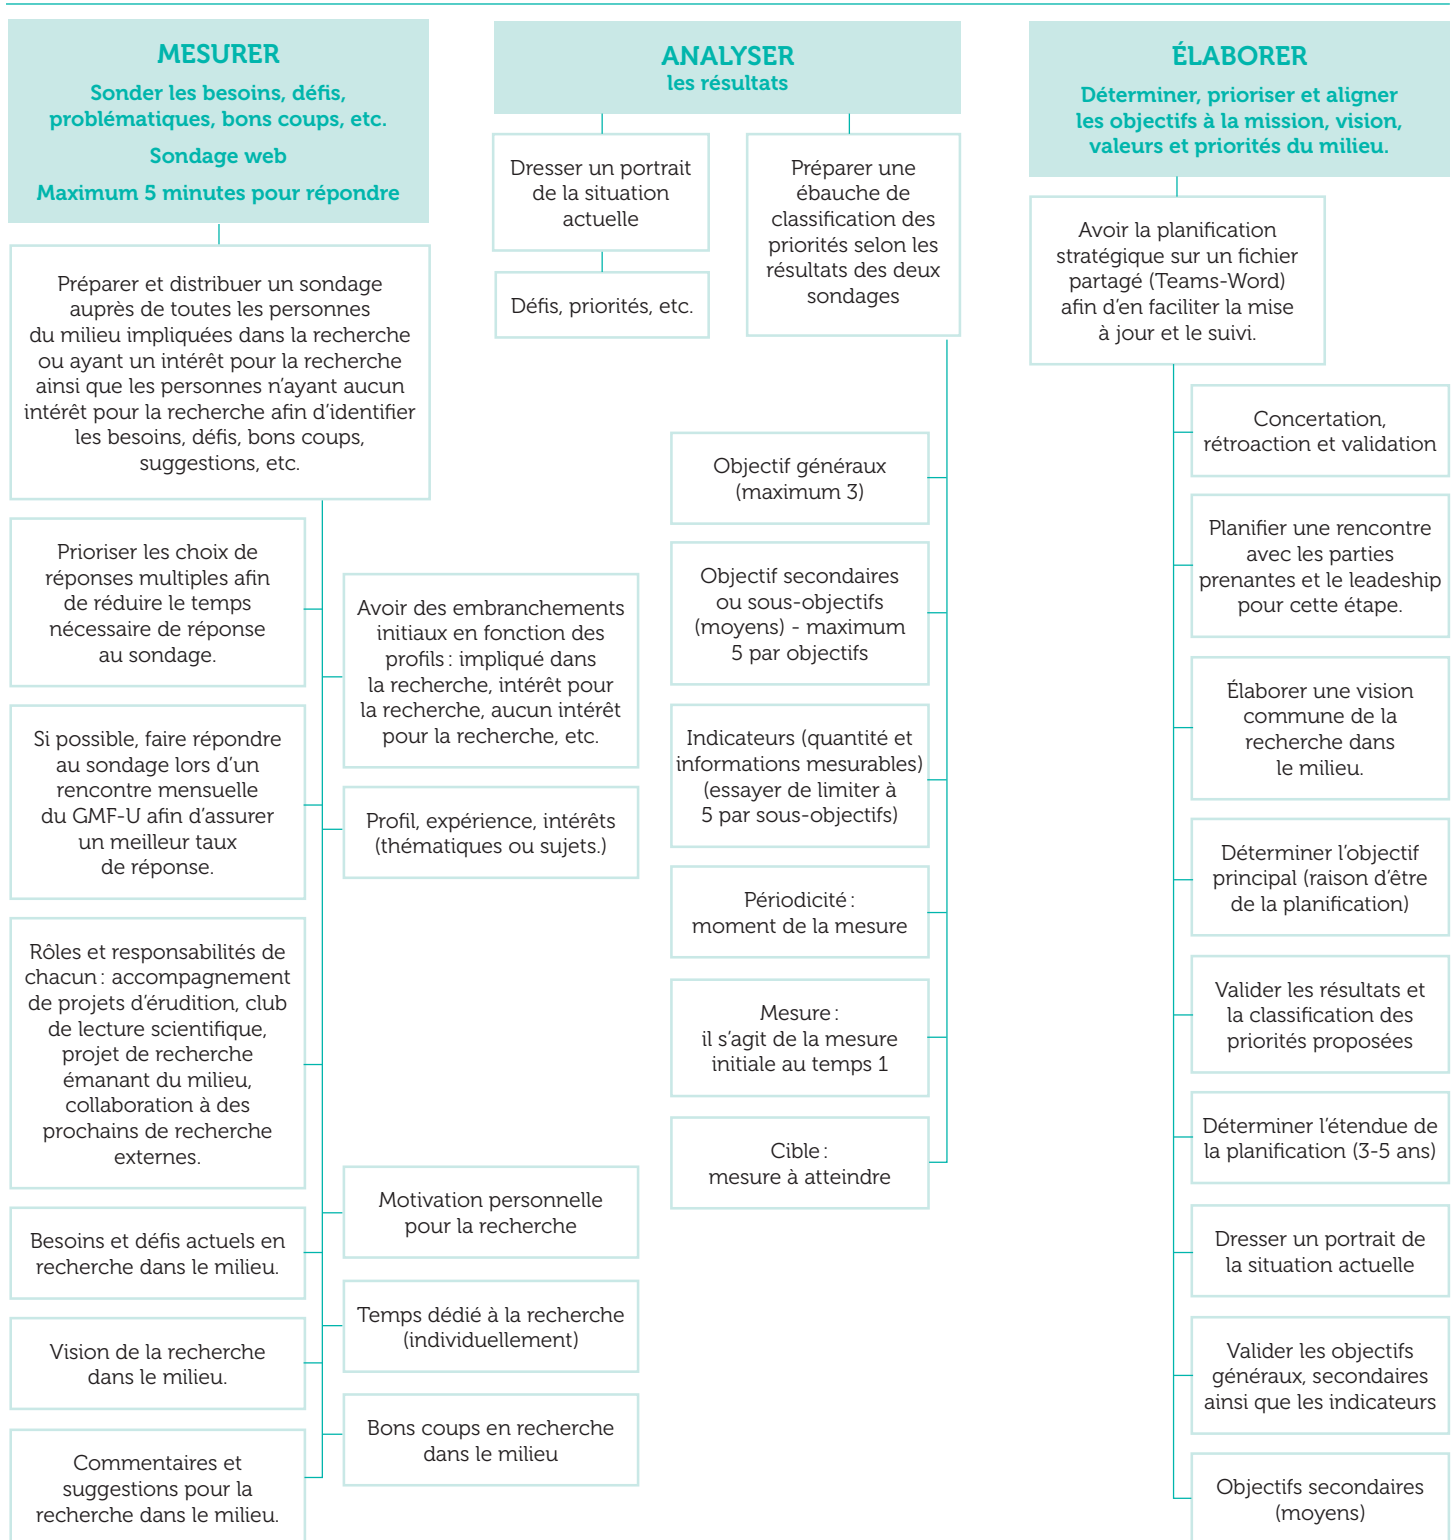 MESURER
Sonder les besoins, défis,
problématiques, bons coups, etc.
Sondage web
Maximum 5 minutes pour répondre
Préparer et distribuer un sondage
auprès de toutes les personnes
du milieu impliquées dans la recherche
ou ayant un intérêt pour la recherche
ainsi que les personnes n'ayant aucun
intérêt pour la recherche afin d'identifier
les besoins, défis, bons coups,
suggestions, etc.
Prioriser les choix de
réponses multiples afin
de réduire le temps
nécessaire de réponse
au sondage.
Avoir des embranchements
initiaux en fonction des
profils : impliqué dans
la recherche, intérêt pour
la recherche, aucun intérêt
pour la recherche, etc.
Si possible, faire répondre
au sondage lors d'un
rencontre mensuelle
du GMF-U afin d'assurer
un meilleur taux
de réponse.
Profil, expérience, intérêts
(thématiques ou sujets.)
Rôles et responsabilités de
chacun : accompagnement
de projets d'érudition, club
de lecture scientifique,
projet de recherche
émanant du milieu,
collaboration à des
prochains de recherche
externes.
Motivation personnelle
pour la recherche
Besoins et défis actuels en
recherche dans le milieu.
Temps dédié à la recherche
(individuellement)
Vision de la recherche
dans le milieu.
Bons coups en recherche
dans le milieu
Commentaires et
suggestions pour la
recherche dans le milieu.
ANALYSER
les résultats
Dresser un portrait
de la situation
actuelle
Défis, priorités, etc.
Préparer une
ébauche de
classification des
priorités selon les
résultats des deux
sondages
Objectif généraux
(maximum 3)
Objectif secondaires
ou sous-objectifs
(moyens) - maximum
5 par objectifs
Indicateurs (quantité et
informations mesurables)
(essayer de limiter à
5 par sous-objectifs)
Périodicité :
moment de la mesure
Mesure :
il s'agit de la mesure
initiale au temps 1
Cible :
mesure à atteindre
ÉLABORER
Déterminer, prioriser et aligner
les objectifs à la mission, vision,
valeurs et priorités du milieu.
Avoir la planification
stratégique sur un fichier
partagé (Teams-Word)
afin d'en faciliter la mise
à jour et le suivi.
Concertation,
rétroaction et validation
Planifier une rencontre
avec les parties
prenantes et le leadeship
pour cette étape.
Élaborer une vision
commune de la
recherche dans
le milieu.
Déterminer l'objectif
principal (raison d'être
de la planification)
Valider les résultats et
la classification des
priorités proposées
Déterminer l'étendue de
la planification (3-5 ans)
Dresser un portrait de
la situation actuelle
Valider les objectifs
généraux, secondaires
ainsi que les indicateurs
Objectifs secondaires
(moyens)